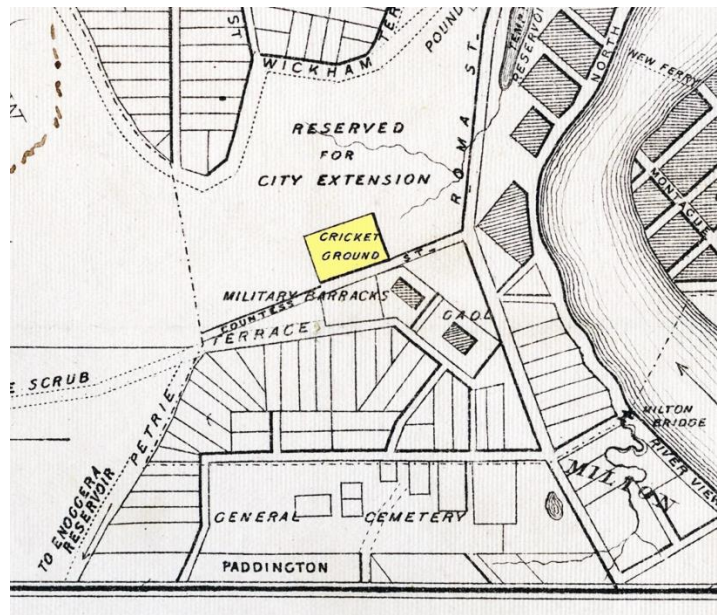 ST
WICKHAM TER
POUND
ROMA ST.
RESERVOIR
NORTH
NEW FERRY
MONTAGUE
RESERVED
FOR
CITY EXTENSION
CRICKET
GROUND
COUNTESS ST.
MILITARY BARRACKS
GAOL
PETRIE TERRACE
E SCRUB
TO ENOGGERA
RESERVOIR
MILTON
BRIDGE
RIVER VIEW
MILTON
GENERAL CEMETERY
PADDINGTON